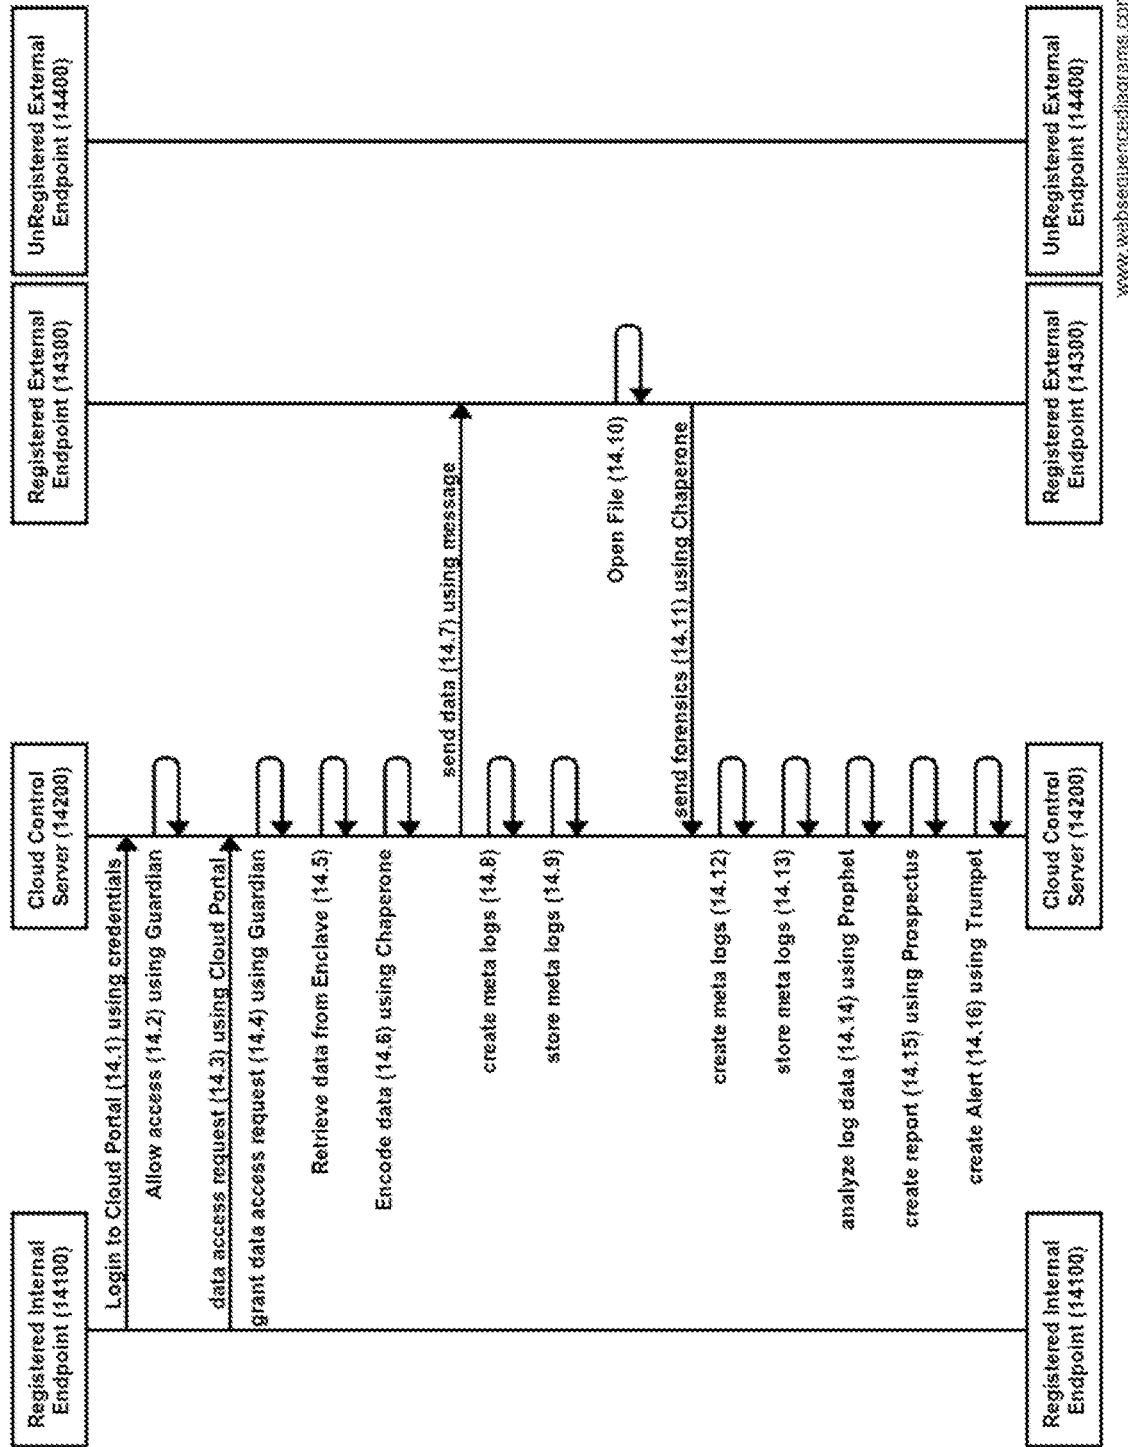 Registered Internal
Endpoint (14100)
Cloud Control
Server (14200)
Registered External
Endpoint (14300)
UnRegistered External
Endpoint (14400)
Login to Cloud Portal (14.1) using credentials
Allow access (14.2) using Guardian
data access request (14.3) using Cloud Portal
grant data access request (14.4) using Guardian
Retrieve data from Enclave (14.5)
Encode data (14.6) using Chaperone
send data (14.7) using message
create meta logs (14.8)
store meta logs (14.9)
Open File (14.10)
send forensics (14.11) using Chaperone
create meta logs (14.12)
store meta logs (14.13)
analyze log data (14.14) using Prophet
create report (14.15) using Prospectus
create Alert (14.16) using Trumpet
Registered Internal
Endpoint (14100)
Cloud Control
Server (14200)
Registered External
Endpoint (14300)
UnRegistered External
Endpoint (14400)
www.websequencediagrams.com